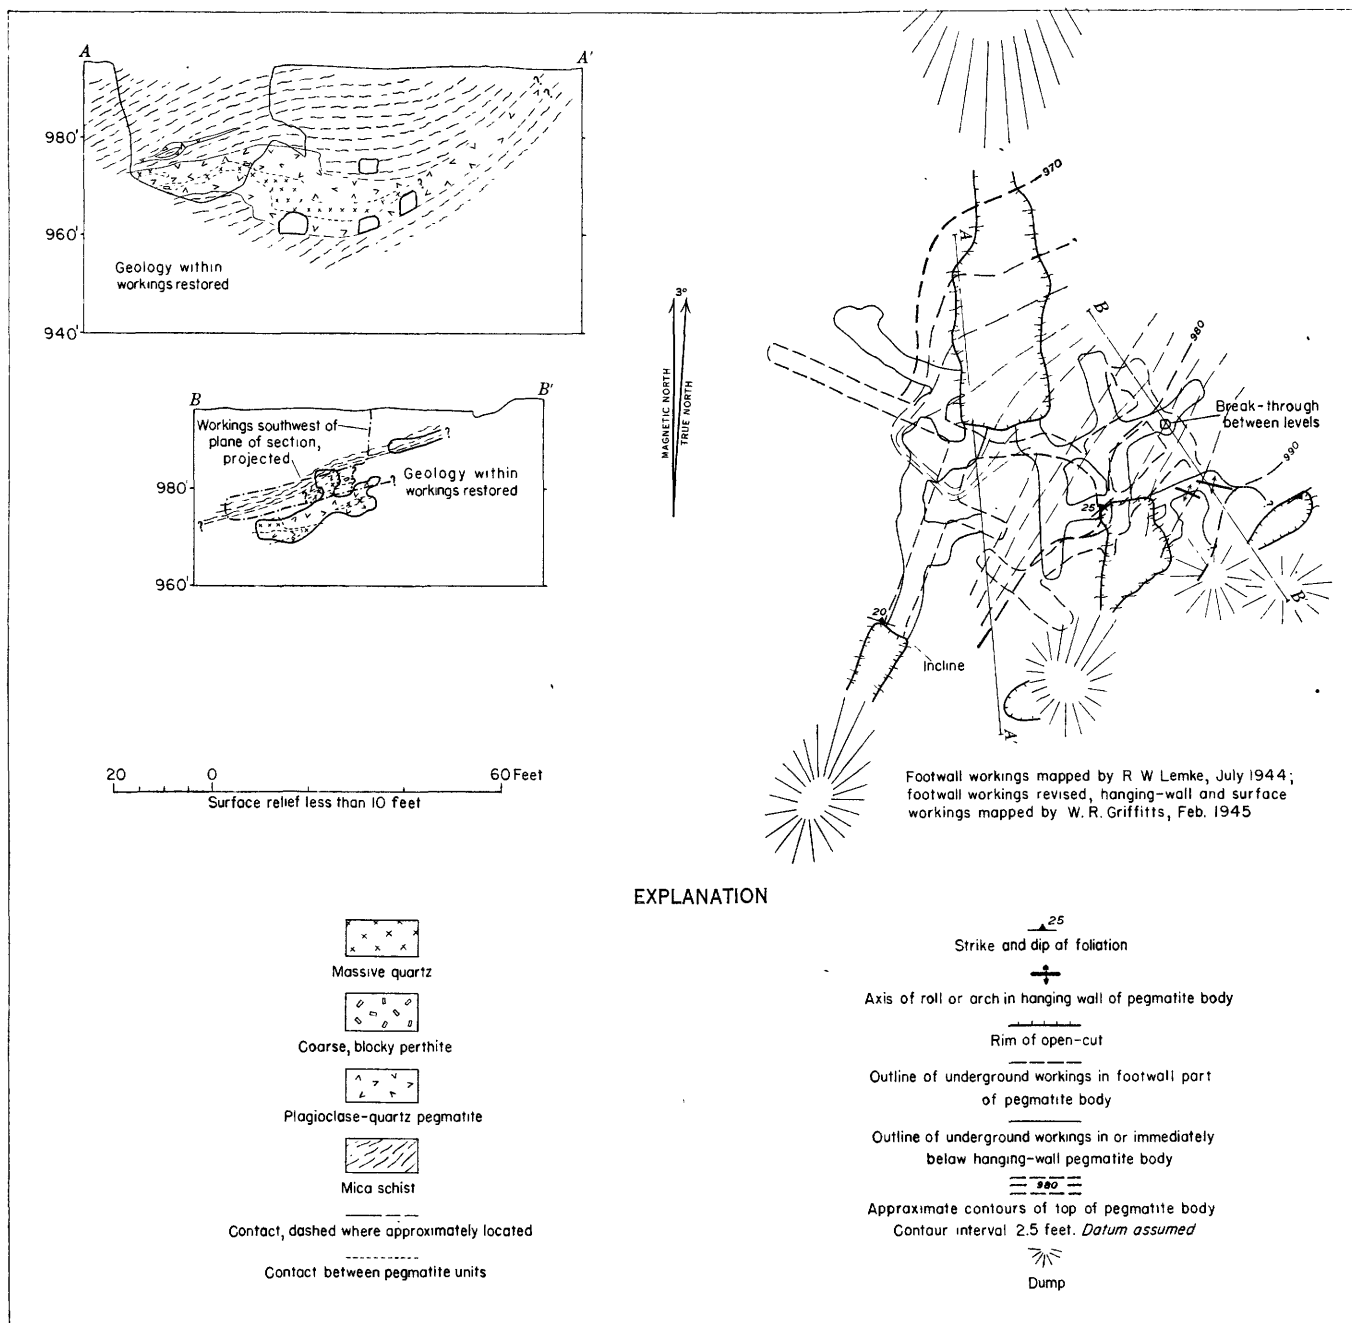 A
A'
980'
960'
940'
Geology within
workings restored
?
?
?
B
B'
Workings southwest of
plane of section,
projected
Geology within
workings restored
980'
960'
?
?
?
MAGNETIC NORTH
TRUE NORTH
3°
970
A
B
980
Break-through
between levels
990
25
B'
20
Incline
A'
20 0 60 Feet
Surface relief less than 10 feet
Footwall workings mapped by R W Lemke, July 1944;
footwall workings revised, hanging-wall and surface
workings mapped by W. R. Griffitts, Feb. 1945
EXPLANATION
Massive quartz
Coarse, blocky perthite
Plagioclase-quartz pegmatite
Mica schist
Contact, dashed where approximately located
Contact between pegmatite units
25
Strike and dip of foliation
Axis of roll or arch in hanging wall of pegmatite body
Rim of open-cut
Outline of underground workings in footwall part
of pegmatite body
Outline of underground workings in or immediately
below hanging-wall pegmatite body
980
Approximate contours of top of pegmatite body
Contour interval 2.5 feet. Datum assumed
Dump